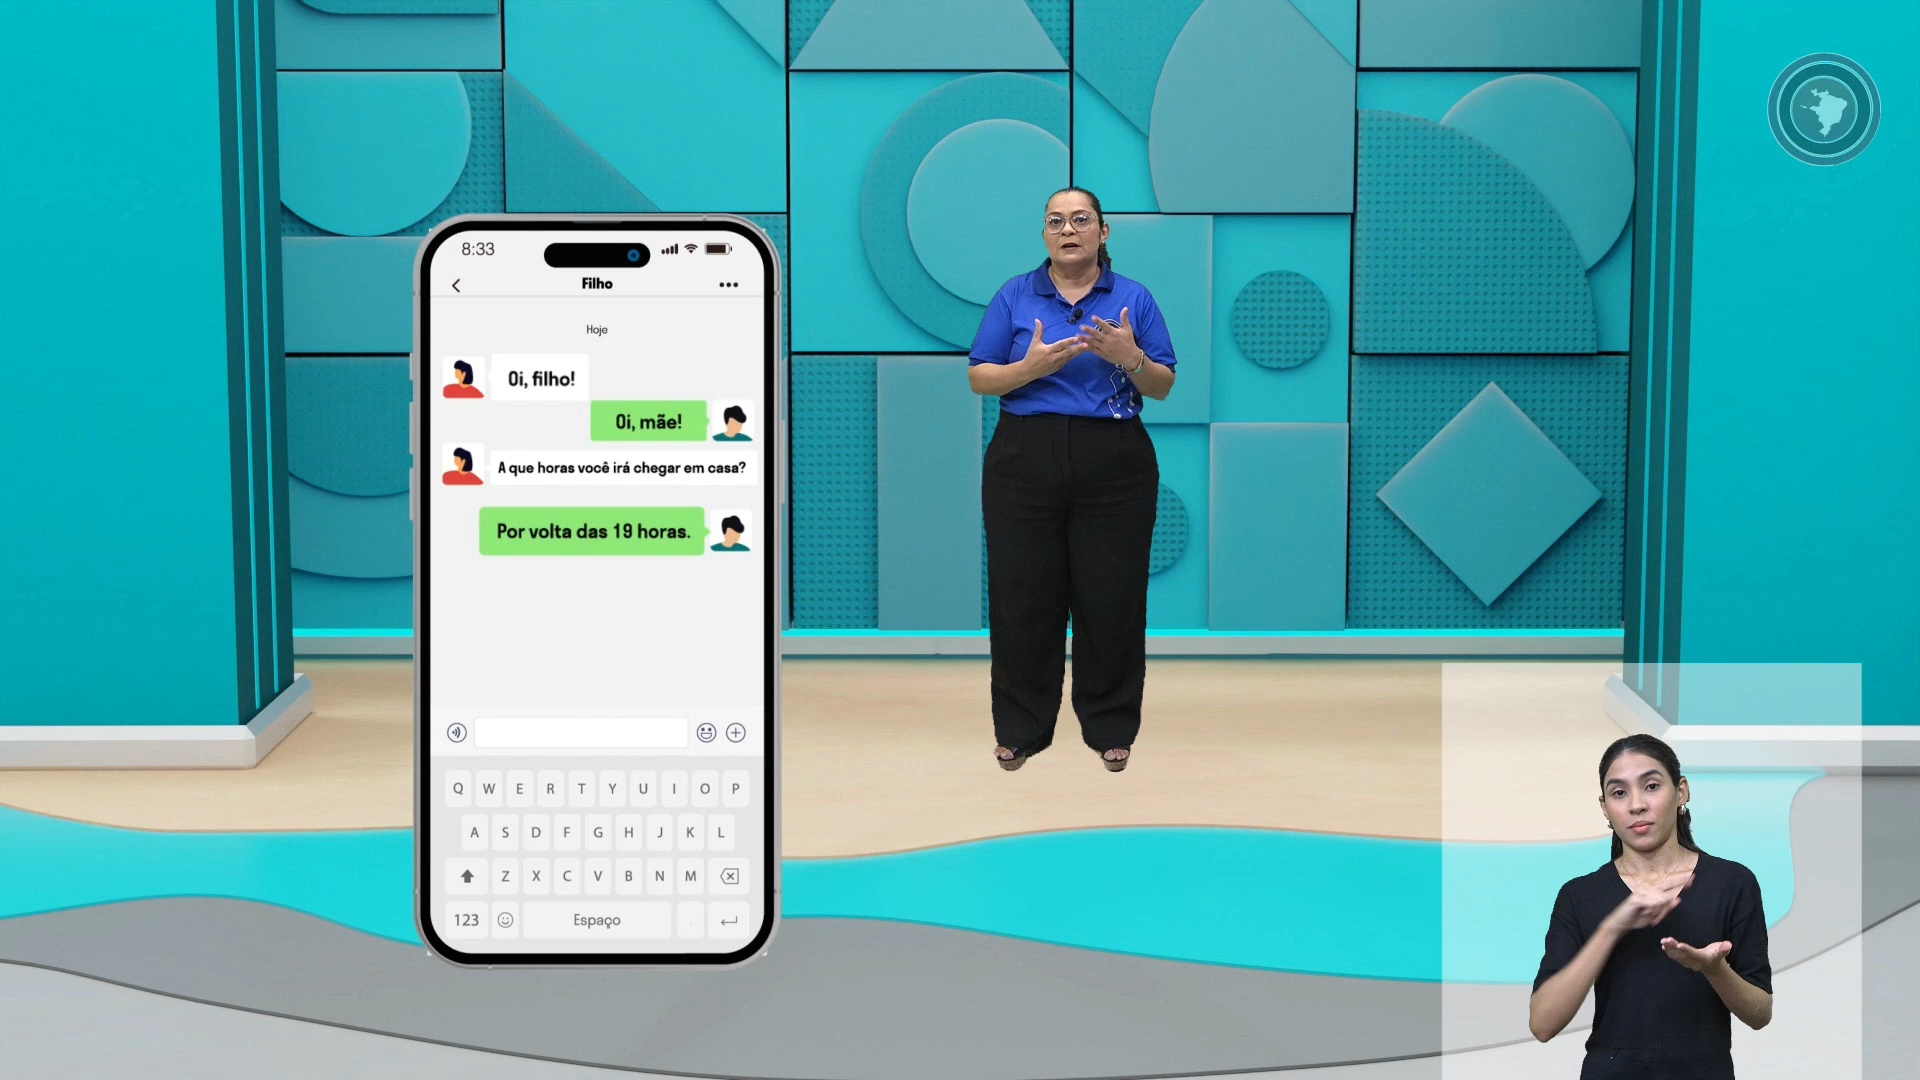 8:33
Filho
Hoje
Oi, filho!
Oi, mãe!
A que horas você irá chegar em casa?
Por volta das 19 horas.
Q W E R T Y U I O P
A S D F G H J K L
Z X C V B N M
123 Espaço .